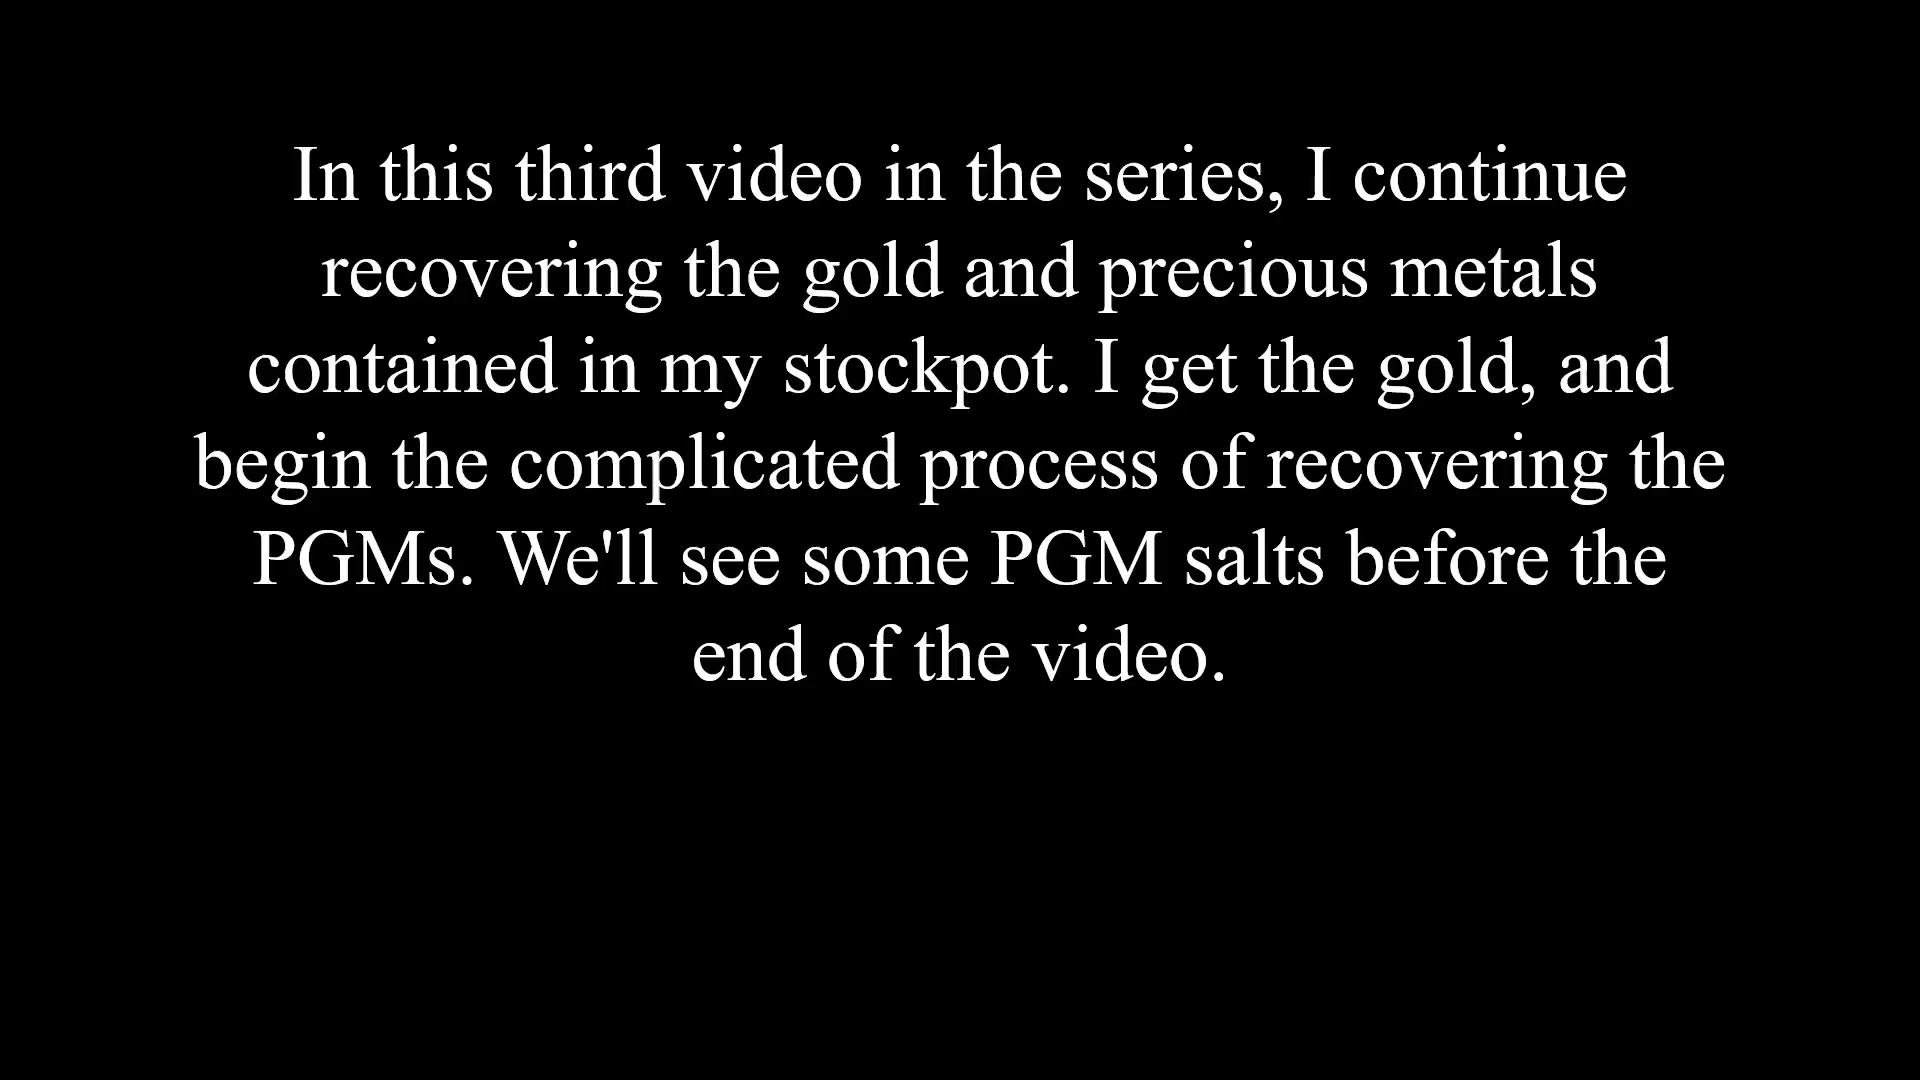 In this third video in the series, I continue
recovering the gold and precious metals
contained in my stockpot. I get the gold, and
begin the complicated process of recovering the
PGMs. We'll see some PGM salts before the
end of the video.